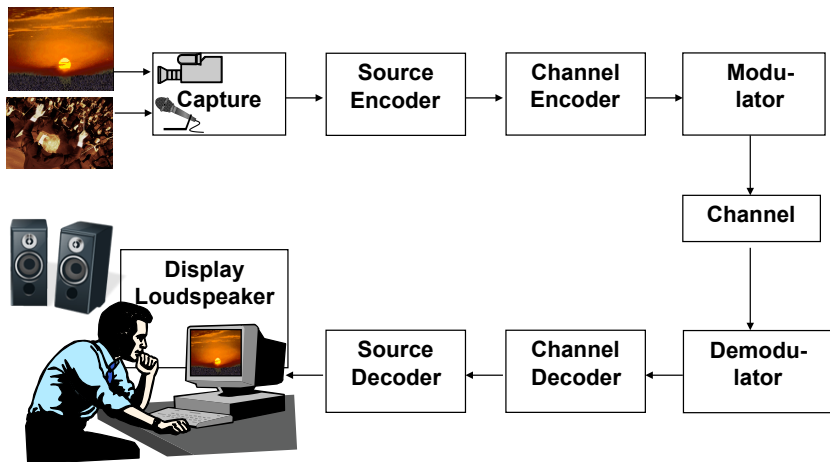 Capture
Source
Encoder
Channel
Encoder
Modu-
lator
Channel
Demodu-
lator
Channel
Decoder
Source
Decoder
Display
Loudspeaker